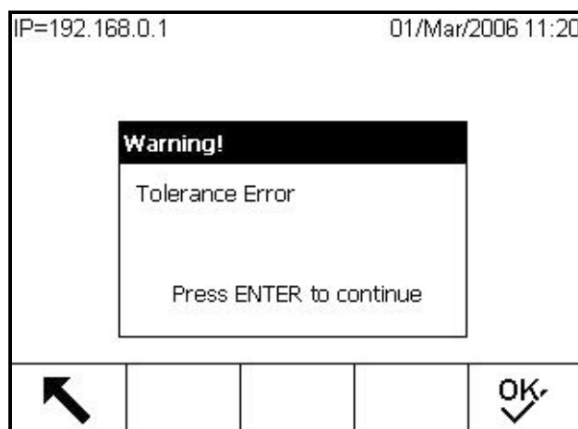 IP=192.168.0.1 01/Mar/2006 11:20
Warning!
Tolerance Error
Press ENTER to continue
OK